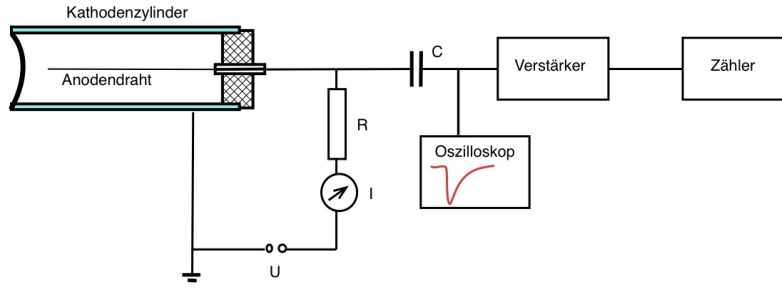 Kathodenzylinder
Anodendraht
C
Verstärker
Zähler
R
Oszilloskop
I
U